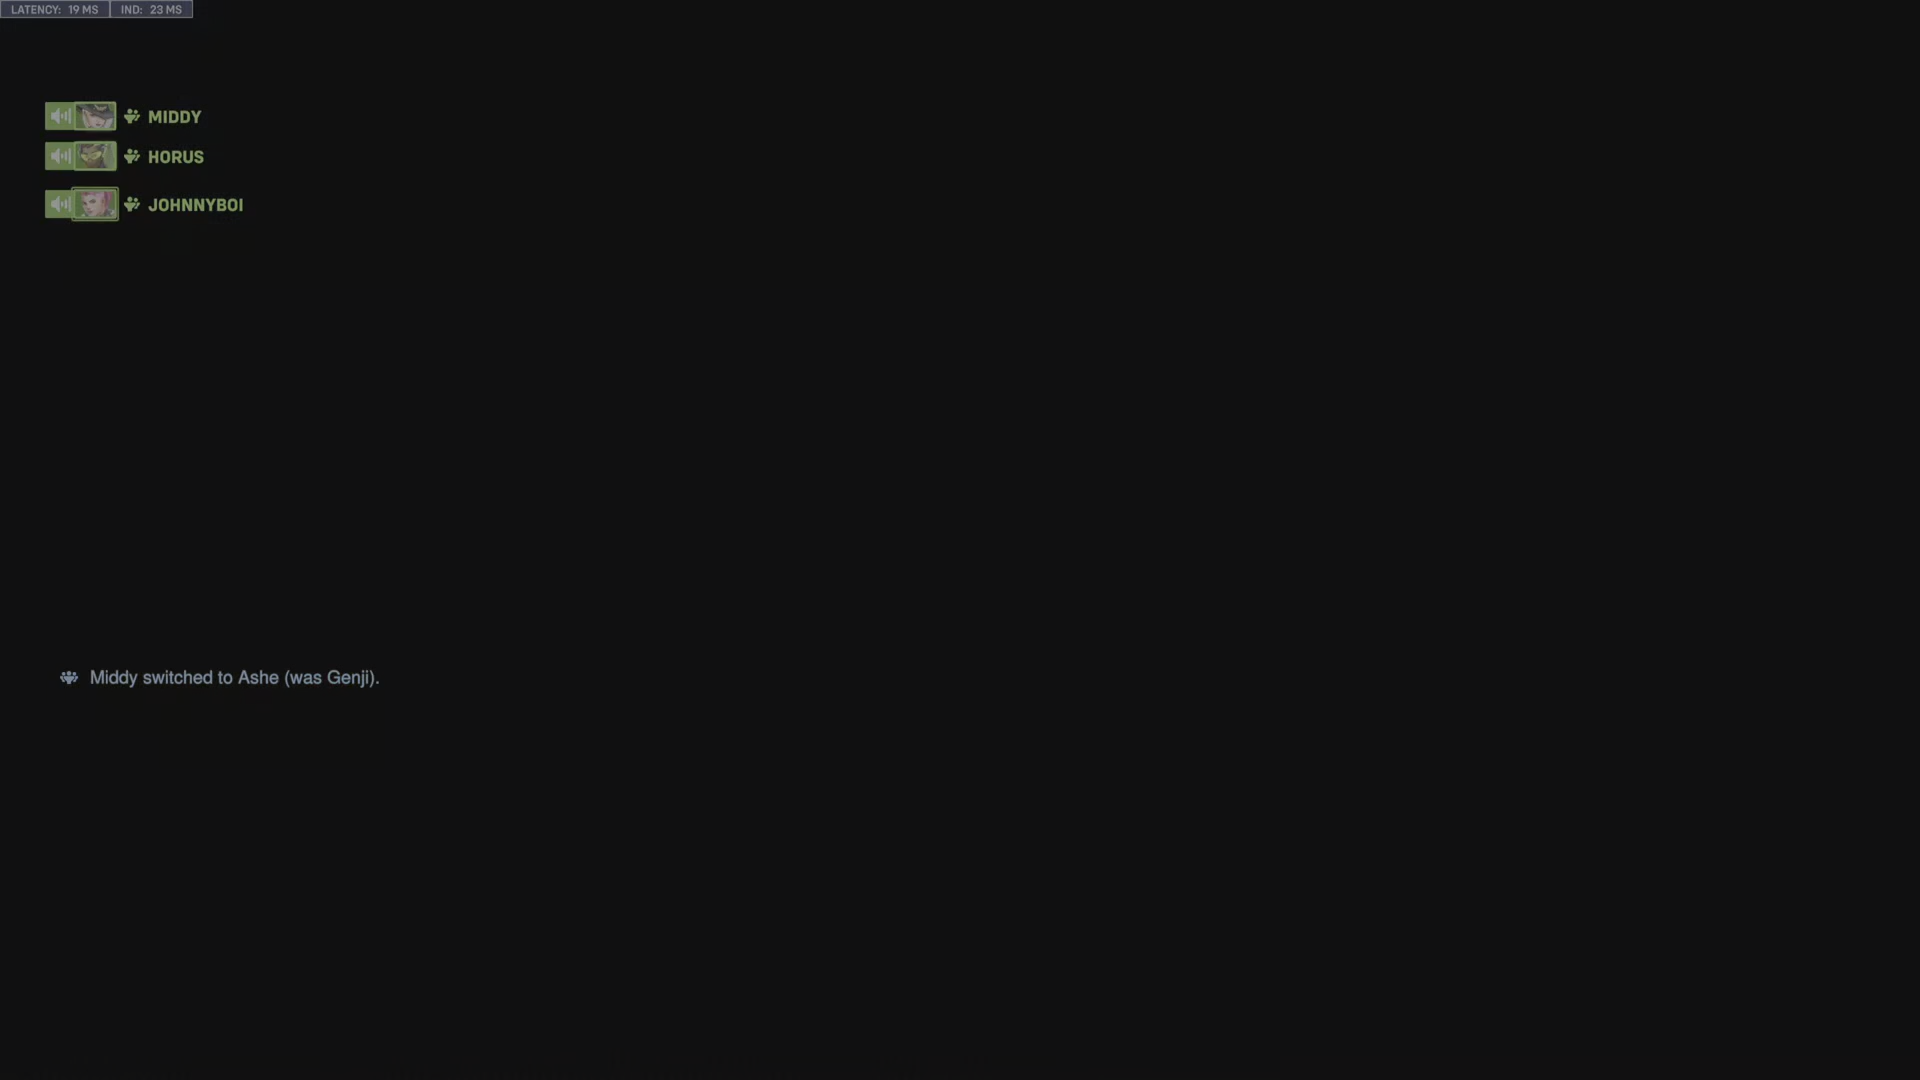 LATENCY: 19 MS IND: 23 MS
MIDDY
HORUS
JOHNNYBOI
Middy switched to Ashe (was Genji).